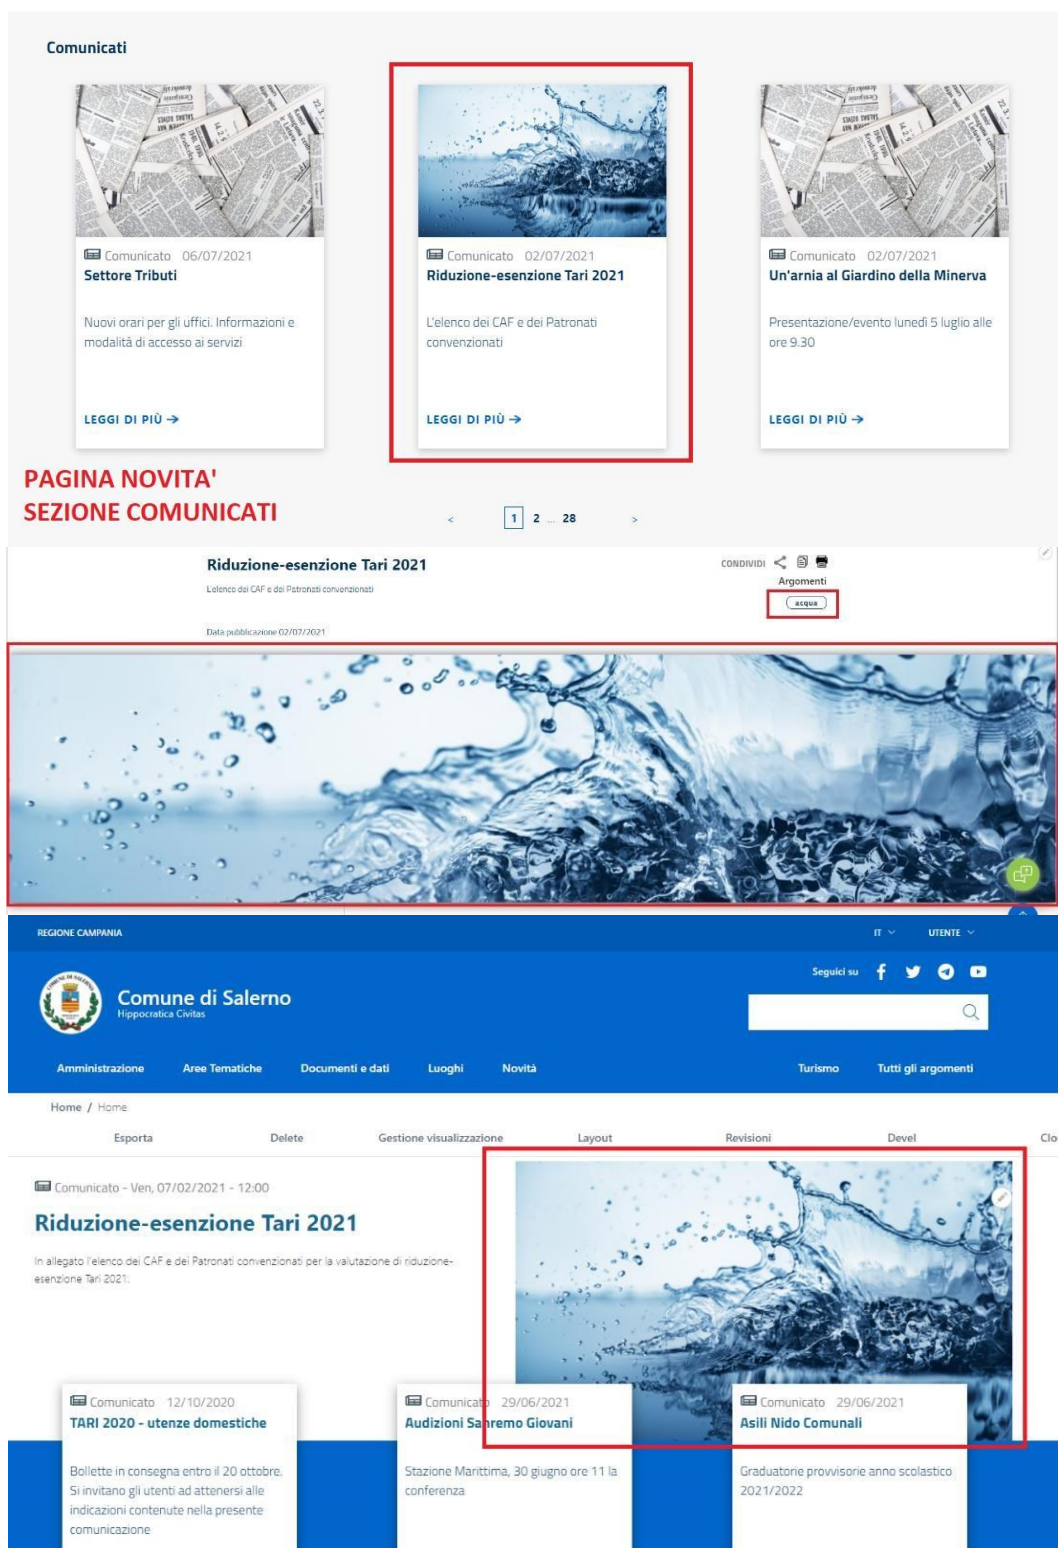 Comunicati
Comunicato 06/07/2021
Settore Tributi
Nuovi orari per gli uffici. Informazioni e
modalità di accesso ai servizi
LEGGI DI PIÙ →
Comunicato 02/07/2021
Riduzione-esenzione Tari 2021
L'elenco dei CAF e dei Patronati
convenzionati
LEGGI DI PIÙ →
Comunicato 02/07/2021
Un'arnia al Giardino della Minerva
Presentazione/evento lunedì 5 luglio alle
ore 9.30
LEGGI DI PIÙ →
PAGINA NOVITA'
SEZIONE COMUNICATI
< 1 2 ... 28 >
Riduzione-esenzione Tari 2021
L'elenco dei CAF e dei Patronati convenzionati
Data pubblicazione 02/07/2021
CONDIVIDI
Argomenti
acqua
REGIONE CAMPANIA
IT
UTENTE
Comune di Salerno
Hippocratica Civitas
Seguici su
Amministrazione Aree Tematiche Documenti e dati Luoghi Novità Turismo Tutti gli argomenti
Home / Home
Esporta Delete Gestione visualizzazione Layout Revisioni Devel Clo
Comunicato - Ven, 07/02/2021 - 12:00
Riduzione-esenzione Tari 2021
In allegato l'elenco dei CAF e dei Patronati convenzionati per la valutazione di riduzione-
esenzione Tari 2021.
Comunicato 12/10/2020
TARI 2020 - utenze domestiche
Bollette in consegna entro il 20 ottobre.
Si invitano gli utenti ad attenersi alle
indicazioni contenute nella presente
comunicazione
Comunicato 29/06/2021
Audizioni Sanremo Giovani
Stazione Marittima, 30 giugno ore 11 la
conferenza
Comunicato 29/06/2021
Asili Nido Comunali
Graduatorie provvisorie anno scolastico
2021/2022